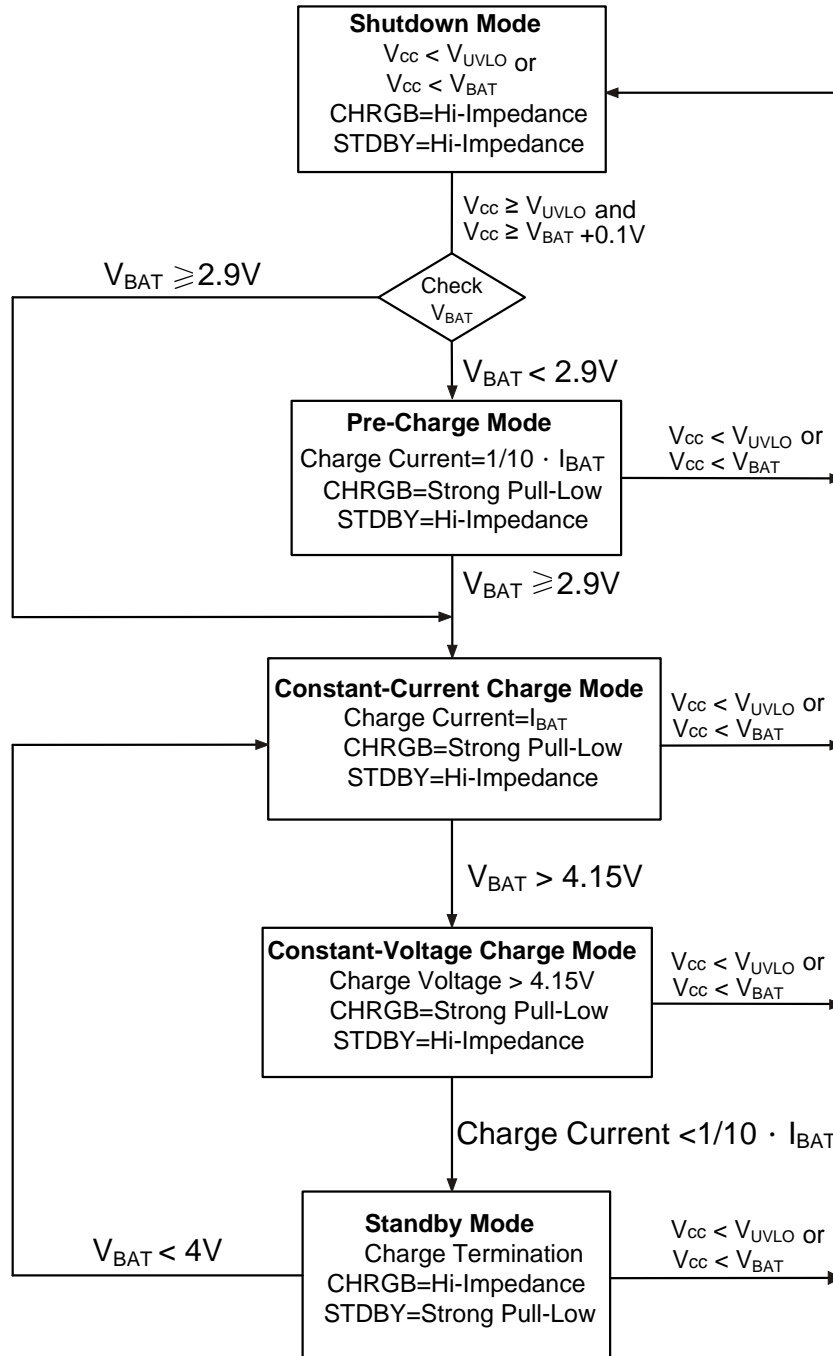 Shutdown Mode
Vcc < VUVLO or
Vcc < VBAT
CHRGB=Hi-Impedance
STDBY=Hi-Impedance
Vcc ≥ VUVLO and
Vcc ≥ VBAT +0.1V
VBAT ⩾2.9V
Check
VBAT
VBAT < 2.9V
Pre-Charge Mode
Charge Current=1/10 · IBAT
CHRGB=Strong Pull-Low
STDBY=Hi-Impedance
Vcc < VUVLO or
Vcc < VBAT
VBAT ⩾2.9V
Constant-Current Charge Mode
Charge Current=IBAT
CHRGB=Strong Pull-Low
STDBY=Hi-Impedance
Vcc < VUVLO or
Vcc < VBAT
VBAT > 4.15V
Constant-Voltage Charge Mode
Charge Voltage > 4.15V
CHRGB=Strong Pull-Low
STDBY=Hi-Impedance
Vcc < VUVLO or
Vcc < VBAT
Charge Current <1/10 · IBAT
Standby Mode
Charge Termination
CHRGB=Hi-Impedance
STDBY=Strong Pull-Low
VBAT < 4V
Vcc < VUVLO or
Vcc < VBAT